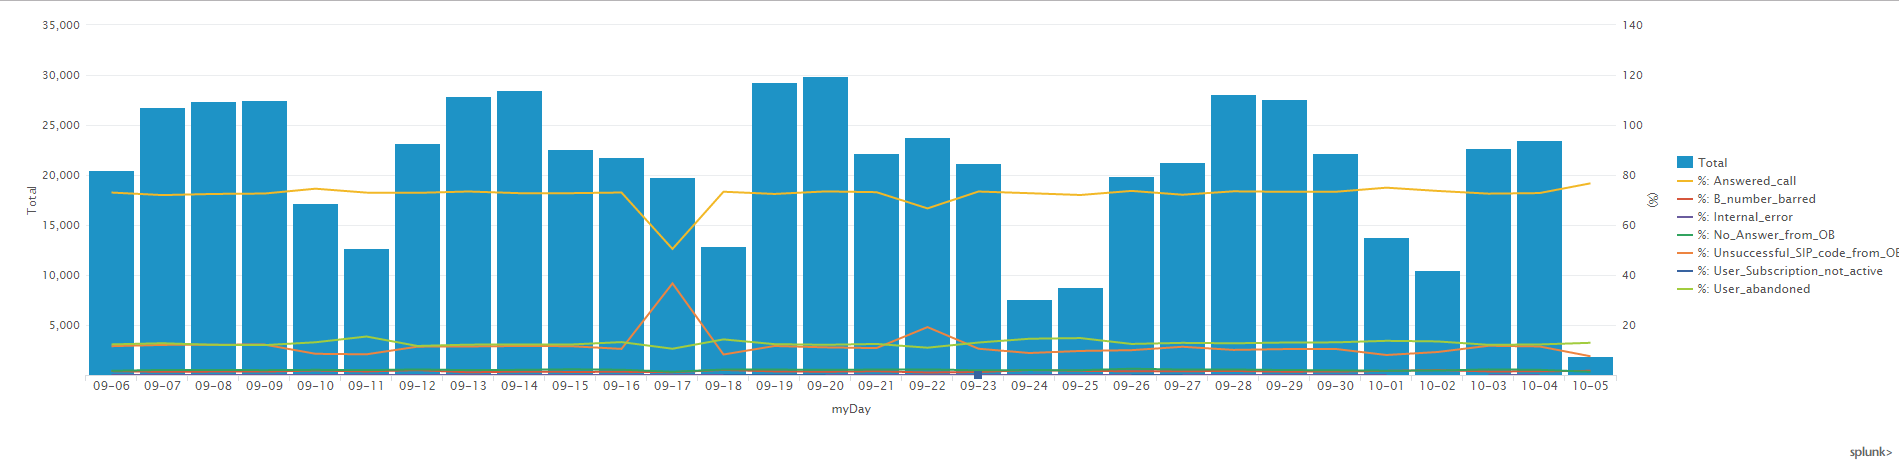 35,000
30,000
25,000
20,000
15,000
10,000
5,000
Total
140
120
100
80
60
40
20
(%)
09-06 09-07 09-08 09-09 09-10 09-11 09-12 09-13 09-14 09-15 09-16 09-17 09-18 09-19 09-20 09-21 09-22 09-23 09-24 09-25 09-26 09-27 09-28 09-29 09-30 10-01 10-02 10-03 10-04 10-05
myDay
Total
%: Answered_call
%: B_number_barred
%: Internal_error
%: No_Answer_from_OB
%: Unsuccessful_SIP_code_from_OB
%: User_Subscription_not_active
%: User_abandoned
splunk>